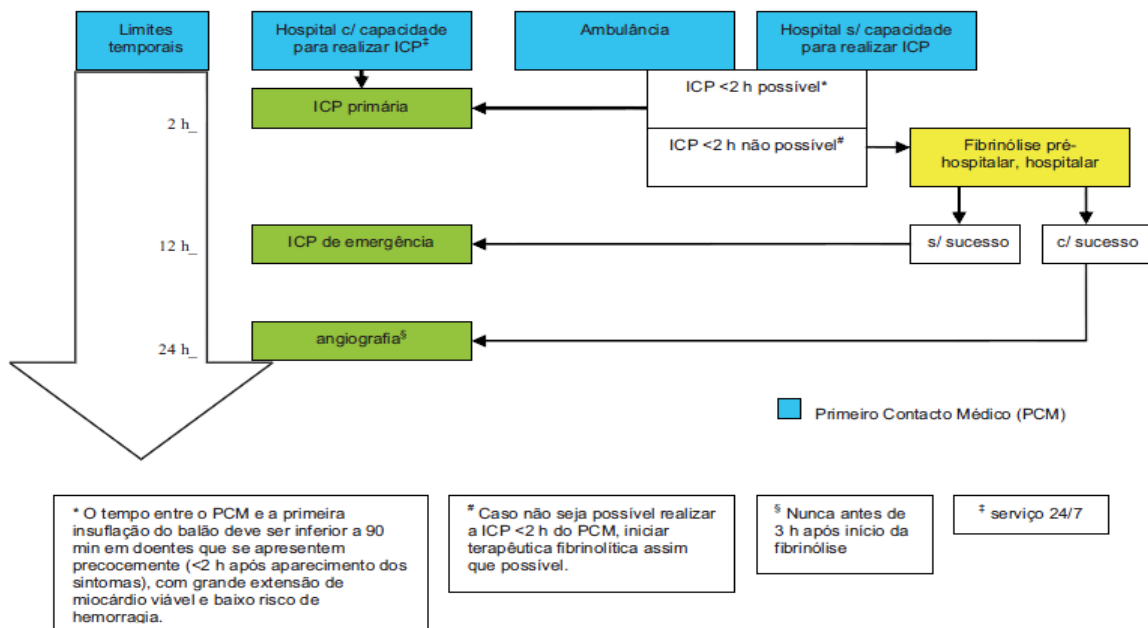 Limites
temporais
Hospital c/ capacidade
para realizar ICP‡
Ambulância
Hospital s/ capacidade
para realizar ICP
ICP <2 h possível*
ICP primária
2 h_
ICP <2 h não possível#
Fibrinólise pré-
hospitalar, hospitalar
ICP de emergência
12 h_
s/ sucesso
c/ sucesso
angiografia§
24 h_
Primeiro Contacto Médico (PCM)
* O tempo entre o PCM e a primeira
insuflação do balão deve ser inferior a 90
min em doentes que se apresentem
precocemente (<2 h após aparecimento dos
sintomas), com grande extensão de
miocárdio viável e baixo risco de
hemorragia.
# Caso não seja possível realizar
a ICP <2 h do PCM, iniciar
terapêutica fibrinolítica assim
que possível.
§ Nunca antes de
3 h após início da
fibrinólise
‡ serviço 24/7